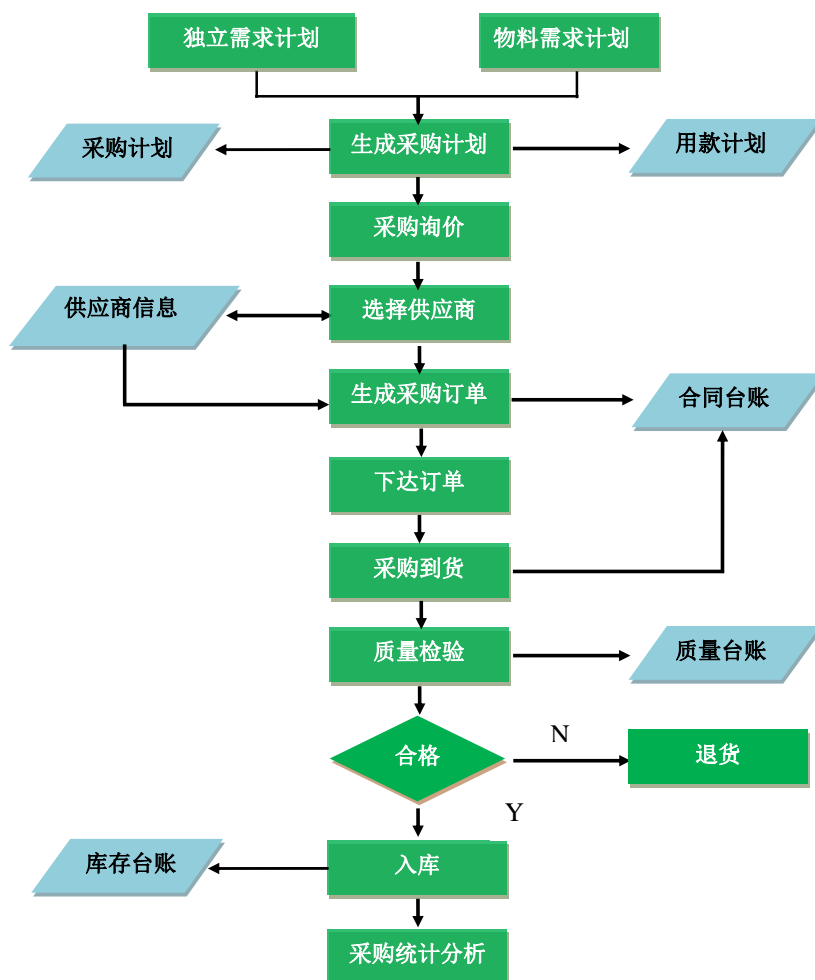 独立需求计划
物料需求计划
采购计划
生成采购计划
用款计划
采购询价
供应商信息
选择供应商
生成采购订单
合同台账
下达订单
采购到货
质量检验
质量台账
合格
N
退货
Y
库存台账
入库
采购统计分析